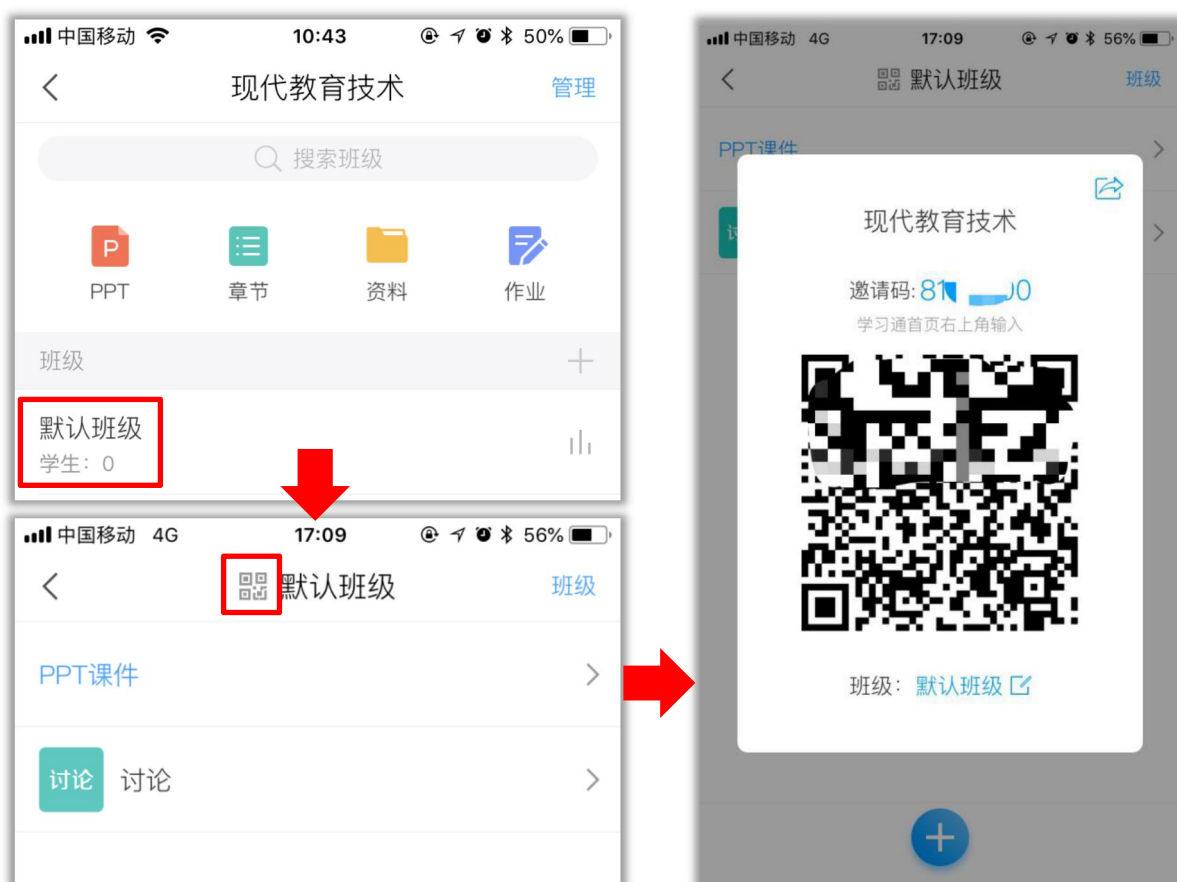 中国移动 10:43 50%
现代教育技术 管理
搜索班级
P
PPT 章节 资料 作业
班级
默认班级
学生：0
中国移动 4G 17:09 56%
默认班级 班级
PPT课件
讨论 讨论
中国移动 4G 17:09 56%
默认班级 班级
PPT课件
现代教育技术
邀请码:
学习通首页右上角输入
班级：默认班级